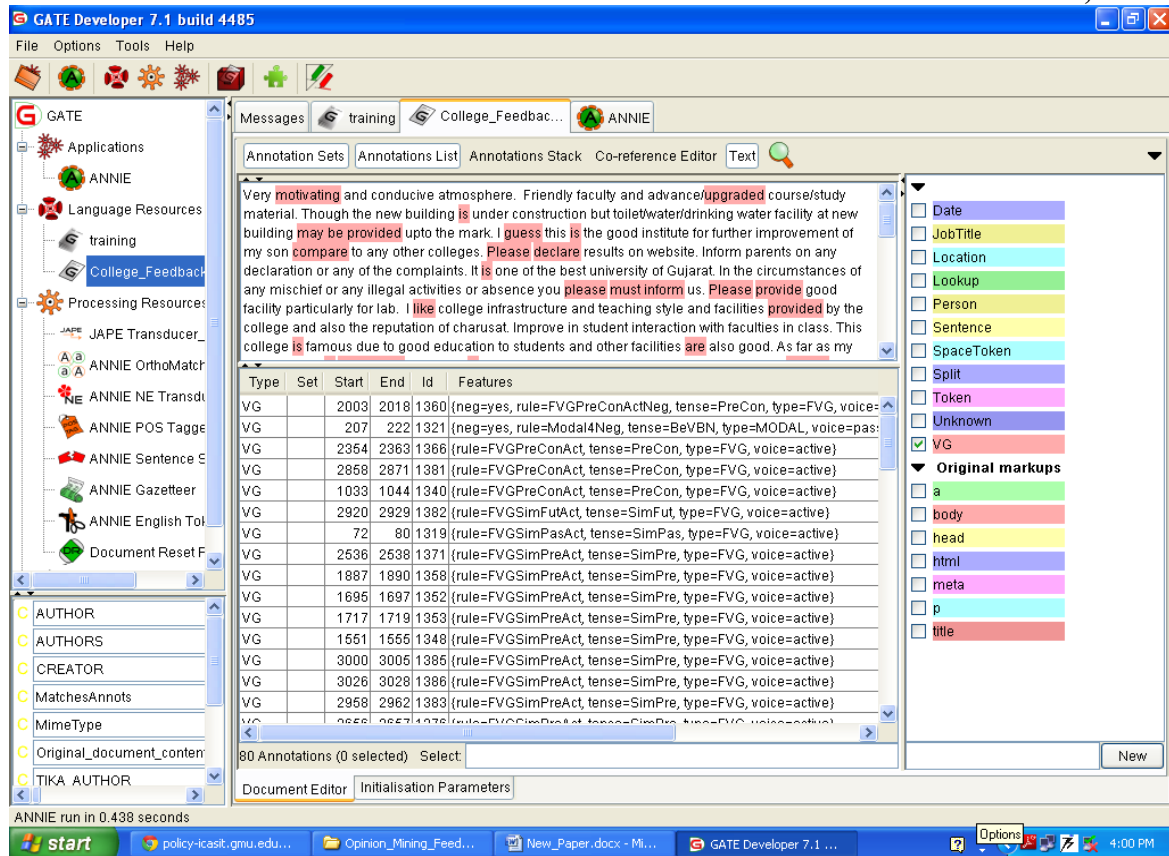 GATE Developer 7.1 build 4485
File Options Tools Help
GATE
Applications
ANNIE
Language Resources
training
College_Feedback
Processing Resources
JAPE Transducer_
ANNIE OrthoMatch
ANNIE NE Transdu
ANNIE POS Tagge
ANNIE Sentence S
ANNIE Gazetteer
ANNIE English Tok
Document Reset P
C AUTHOR
C AUTHORS
C CREATOR
C MatchesAnnots
C MimeType
C Original_document_conten
C TIKA AUTHOR
Messages training College_Feedbac... ANNIE
Annotation Sets Annotations List Annotations Stack Co-reference Editor Text
Very motivating and conducive atmosphere. Friendly faculty and advance/upgraded course/study
material. Though the new building is under construction but toilet/water/drinking water facility at new
building may be provided upto the mark. I guess this is the good institute for further improvement of
my son compare to any other colleges. Please declare results on website. Inform parents on any
declaration or any of the complaints. It is one of the best university of Gujarat. In the circumstances of
any mischief or any illegal activities or absence you please must inform us. Please provide good
facility particularly for lab. I like college infrastructure and teaching style and facilities provided by the
college and also the reputation of charusat. Improve in student interaction with faculties in class. This
college is famous due to good education to students and other facilities are also good. As far as my
Type Set Start End Id Features
VG 2003 2018 1360 {neg=yes, rule=FVGPreConActNeg, tense=PreCon, type=FVG, voice=
VG 207 222 1321 {neg=yes, rule=Modal4Neg, tense=BeVBN, type=MODAL, voice=pas
VG 2354 2363 1366 {rule=FVGPreConAct, tense=PreCon, type=FVG, voice=active}
VG 2858 2871 1381 {rule=FVGPreConAct, tense=PreCon, type=FVG, voice=active}
VG 1033 1044 1340 {rule=FVGPreConAct, tense=PreCon, type=FVG, voice=active}
VG 2920 2929 1382 {rule=FVGSimFutAct, tense=SimFut, type=FVG, voice=active}
VG 72 80 1319 {rule=FVGSimPasAct, tense=SimPas, type=FVG, voice=active}
VG 2536 2538 1371 {rule=FVGSimPreAct, tense=SimPre, type=FVG, voice=active}
VG 1887 1890 1358 {rule=FVGSimPreAct, tense=SimPre, type=FVG, voice=active}
VG 1695 1697 1352 {rule=FVGSimPreAct, tense=SimPre, type=FVG, voice=active}
VG 1717 1719 1353 {rule=FVGSimPreAct, tense=SimPre, type=FVG, voice=active}
VG 1551 1555 1348 {rule=FVGSimPreAct, tense=SimPre, type=FVG, voice=active}
VG 3000 3005 1385 {rule=FVGSimPreAct, tense=SimPre, type=FVG, voice=active}
VG 3026 3028 1386 {rule=FVGSimPreAct, tense=SimPre, type=FVG, voice=active}
VG 2958 2962 1383 {rule=FVGSimPreAct, tense=SimPre, type=FVG, voice=active}
80 Annotations (0 selected) Select:
Document Editor Initialisation Parameters
Date
JobTitle
Location
Lookup
Person
Sentence
SpaceToken
Split
Token
Unknown
VG
Original markups
a
body
head
html
meta
p
title
New
ANNIE run in 0.438 seconds
start policy-icasit.gmu.edu... Opinion_Mining_Feed... New_Paper.docx - Mi... GATE Developer 7.1 ... Options 4:00 PM